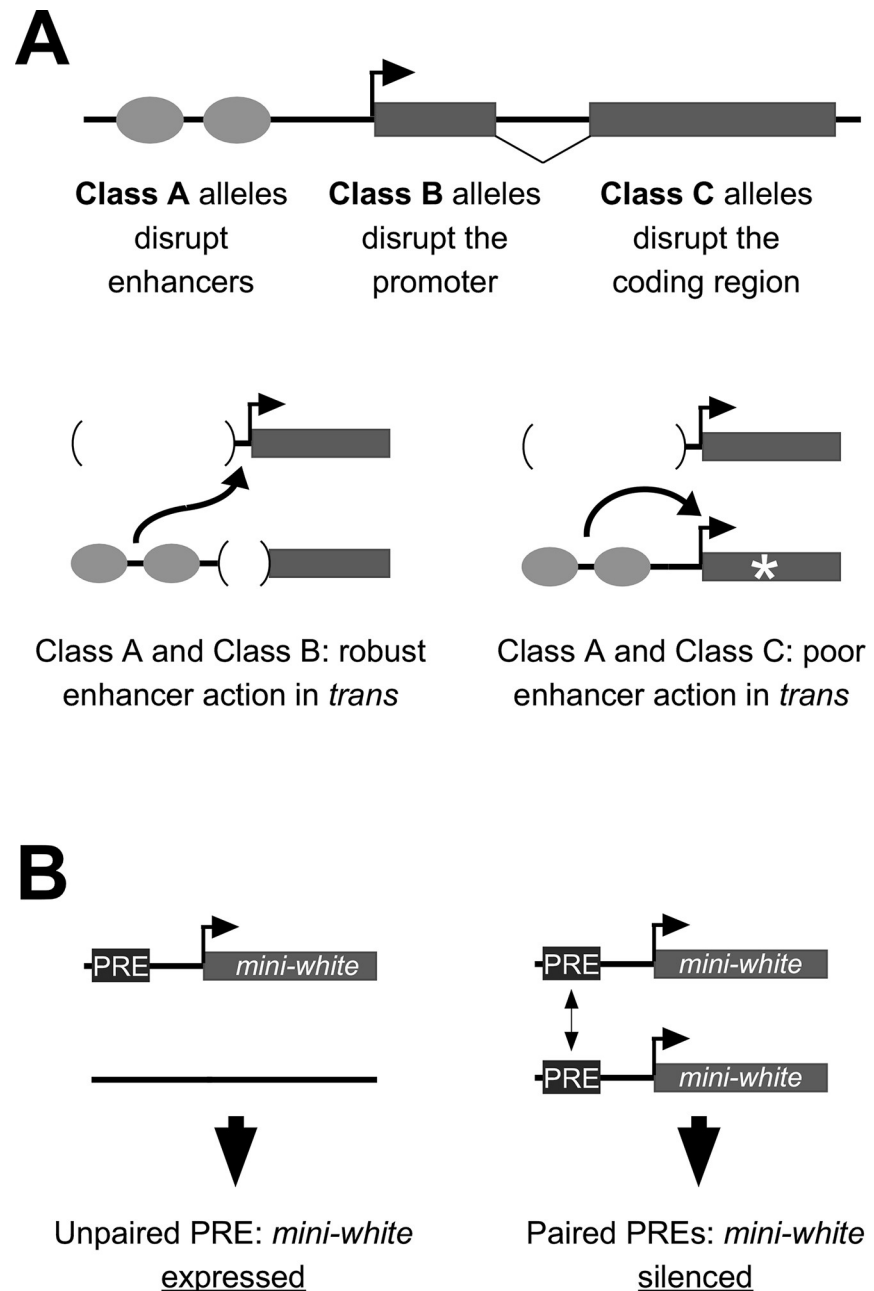 A
Class A alleles
disrupt
enhancers
Class B alleles
disrupt the
promoter
Class C alleles
disrupt the
coding region
*
Class A and Class B: robust
enhancer action in trans
Class A and Class C: poor
enhancer action in trans
B
PRE mini-white
PRE mini-white
PRE mini-white
Unpaired PRE: mini-white
expressed
Paired PREs: mini-white
silenced